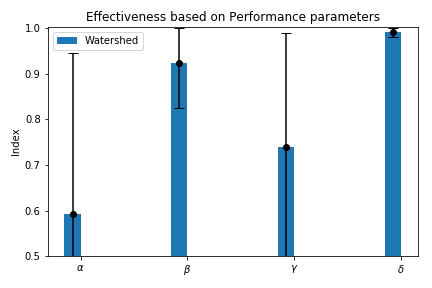 Effectiveness based on Performance parameters
Watershed
Index
1.0
0.9
0.8
0.7
0.6
0.5
α
β
γ
δ